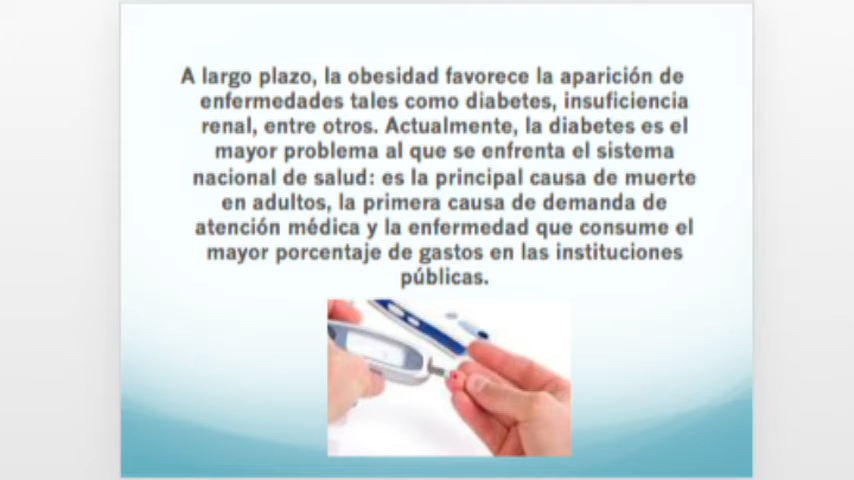 A largo plazo, la obesidad favorece la aparición de
enfermedades tales como diabetes, insuficiencia
renal, entre otros. Actualmente, la diabetes es el
mayor problema al que se enfrenta el sistema
nacional de salud: es la principal causa de muerte
en adultos, la primera causa de demanda de
atención médica y la enfermedad que consume el
mayor porcentaje de gastos en las instituciones
públicas.